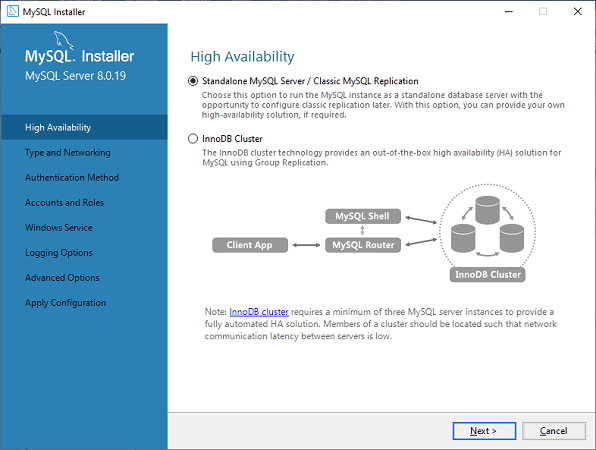 MySQL Installer
MySQL. Installer
MySQL Server 8.0.19
High Availability
Type and Networking
Authentication Method
Accounts and Roles
Windows Service
Logging Options
Advanced Options
Apply Configuration
High Availability
Standalone MySQL Server / Classic MySQL Replication
Choose this option to run the MySQL instance as a standalone database server with the
opportunity to configure classic replication later. With this option, you can provide your own
high-availability solution, if required.
InnoDB Cluster
The InnoDB cluster technology provides an out-of-the-box high availability (HA) solution for
MySQL using Group Replication.
MySQL Shell
Client App
MySQL Router
InnoDB Cluster
Note: InnoDB cluster requires a minimum of three MySQL server instances to provide a
fully automated HA solution. Members of a cluster should be located such that network
communication latency between servers is low.
Next >
Cancel